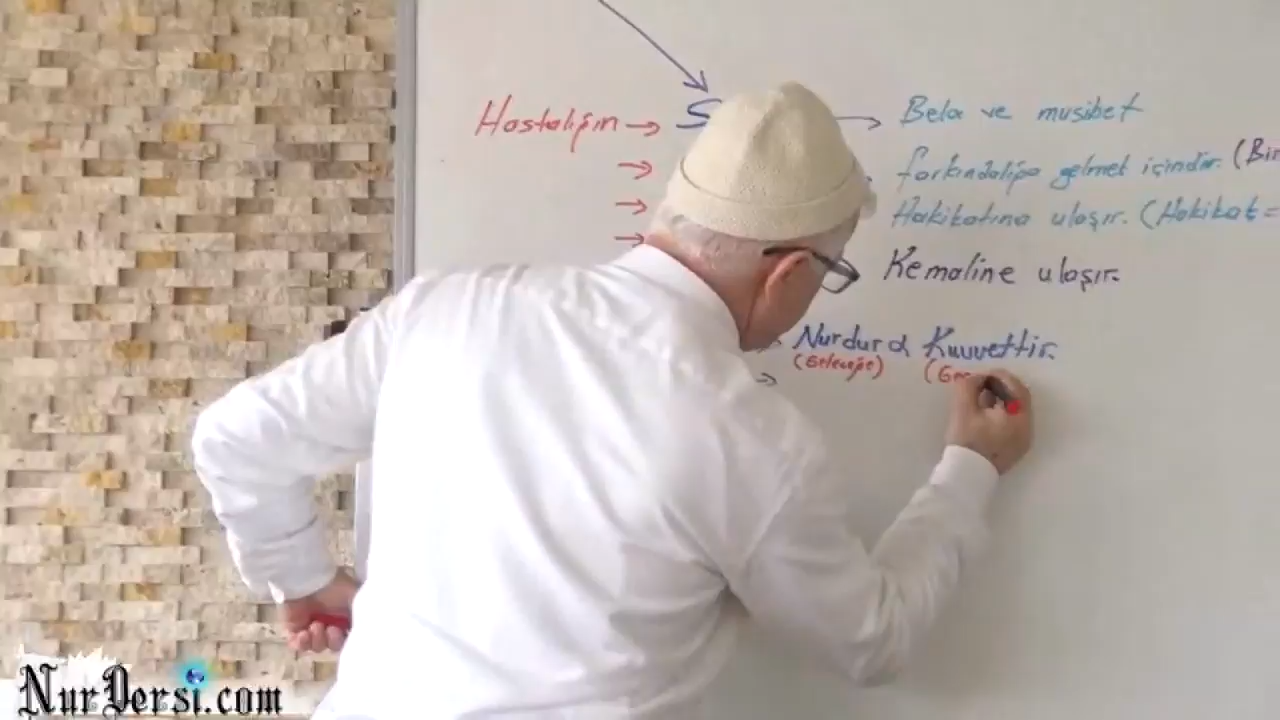 Hastalığın → → Bela ve musibet
→ farkındalığa gelmek içindir. (Bir
→ Hakikatına ulaşır. (Hakikat =
→ Kemaline ulaşır.
Nurdur α Kuvvettir.
(Geleceğe)
NurDersi.com